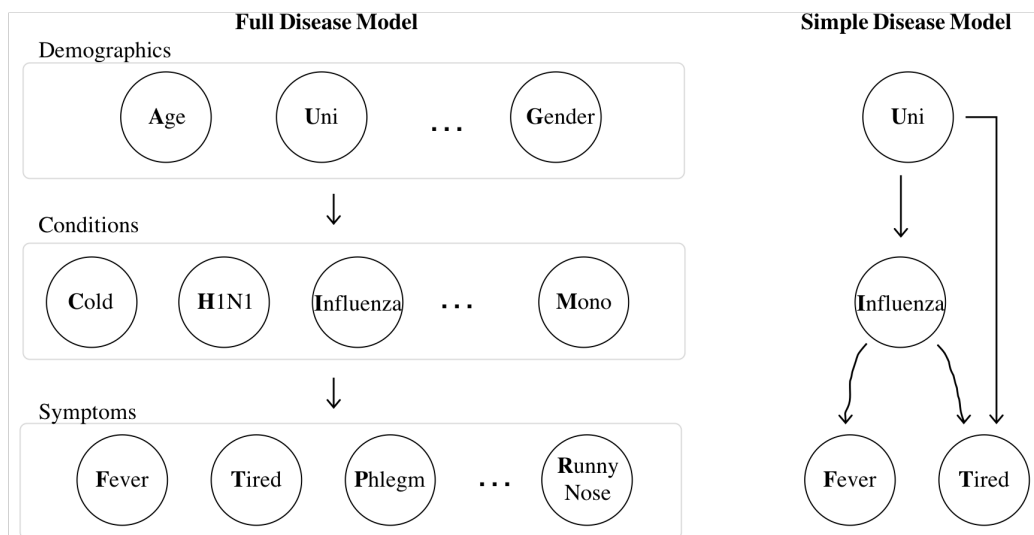 Full Disease Model
Demographics
Age
Uni
...
Gender
Conditions
Cold
H1N1
Influenza
...
Mono
Symptoms
Fever
Tired
Phlegm
...
Runny
Nose
Simple Disease Model
Uni
Influenza
Fever
Tired